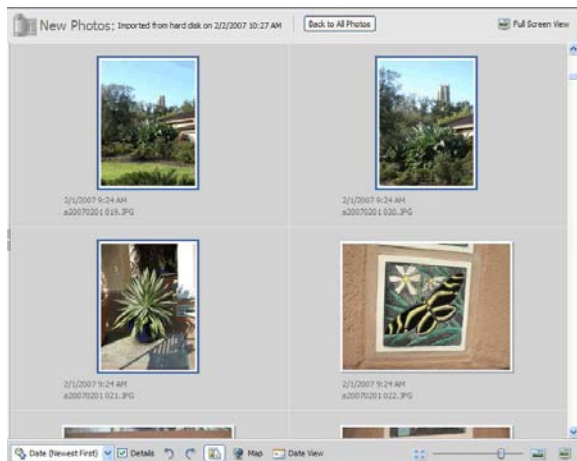 New Photos: Imported from hard disk on 2/2/2007 10:27 AM
Back to All Photos
Full Screen View
2/1/2007 9:24 AM
a20070201 019.JPG
2/1/2007 9:24 AM
a20070201 020.JPG
2/1/2007 9:24 AM
a20070201 021.JPG
2/1/2007 9:24 AM
a20070201 022.JPG
Date (Newest First)
Details
Map
Date View